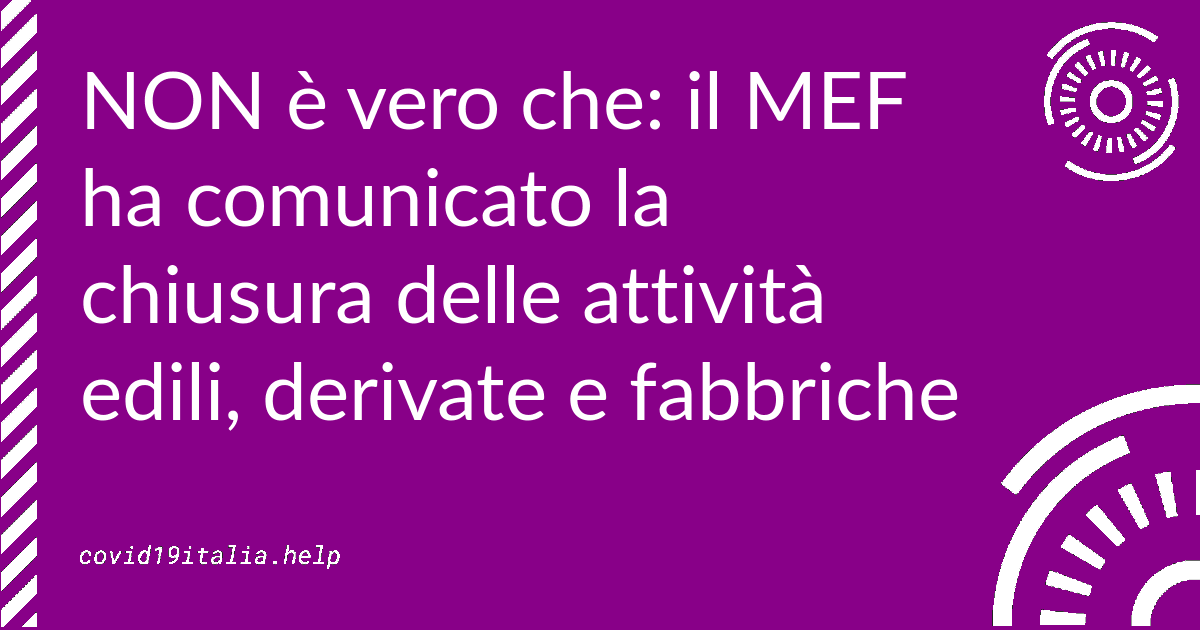 NON è vero che: il MEF
ha comunicato la
chiusura delle attività
edili, derivate e fabbriche
covid19italia.help